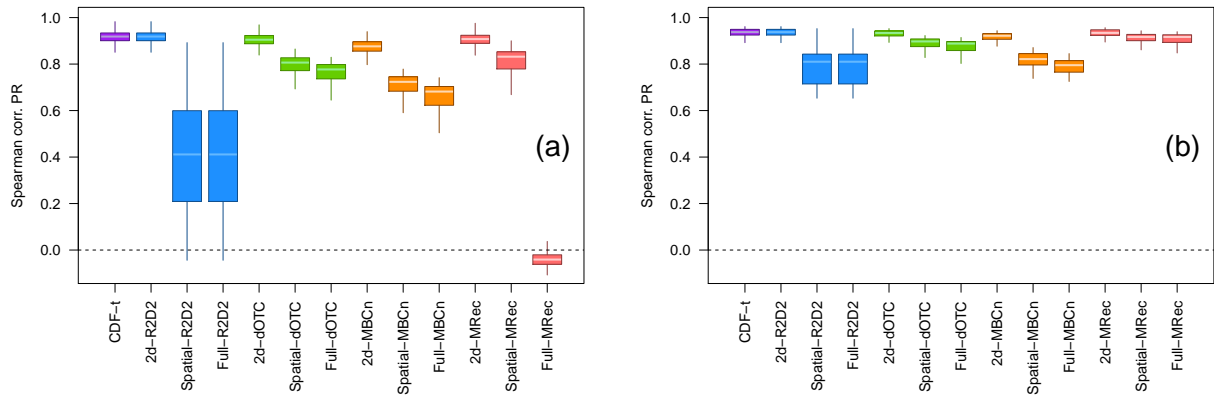 Spearman corr. PR
1.0
0.8
0.6
0.4
0.2
0.0
(a)
CDF−t
2d−R2D2
Spatial−R2D2
Full−R2D2
2d−dOTC
Spatial−dOTC
Full−dOTC
2d−MBCn
Spatial−MBCn
Full−MBCn
2d−MRec
Spatial−MRec
Full−MRec
Spearman corr. PR
1.0
0.8
0.6
0.4
0.2
0.0
(b)
CDF−t
2d−R2D2
Spatial−R2D2
Full−R2D2
2d−dOTC
Spatial−dOTC
Full−dOTC
2d−MBCn
Spatial−MBCn
Full−MBCn
2d−MRec
Spatial−MRec
Full−MRec